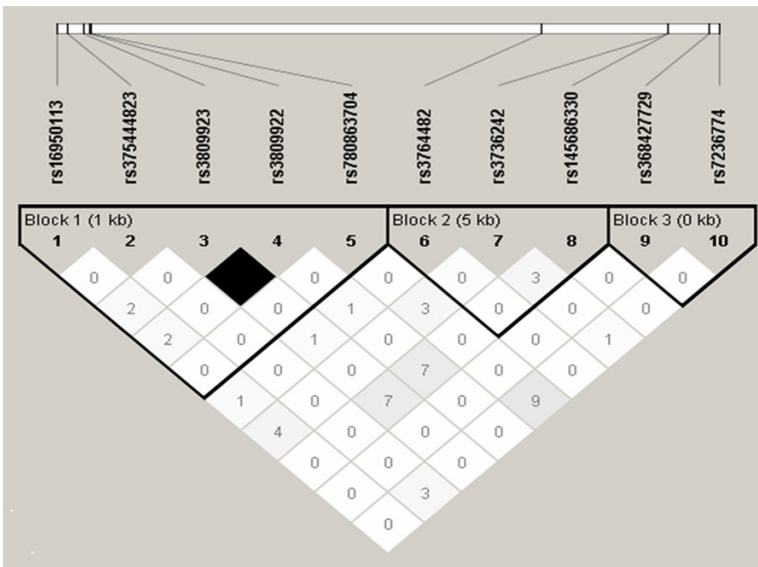 rs16950113
rs375444823
rs3809923
rs3809922
rs780863704
rs3764482
rs3736242
rs145686330
rs368427729
rs7236774
Block 1 (1 kb) Block 2 (5 kb) Block 3 (0 kb)
1 2 3 4 5 6 7 8 9 10
0 0 0 0 0 3 0 0
2 0 0 1 3 0 0 0
2 0 1 0 0 0 1
0 0 0 7 0 0
1 0 7 0 9
4 0 0 0
0 0 0
0 3
0